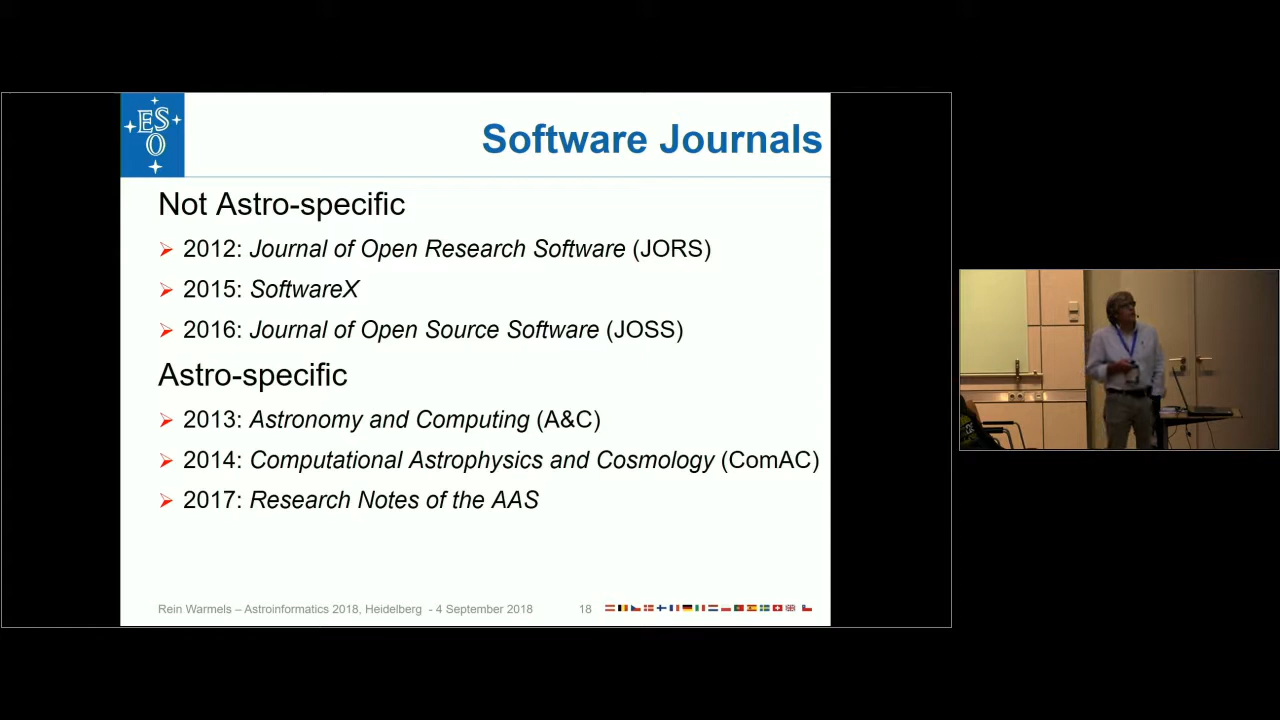 ESO
Software Journals
Not Astro-specific
2012: Journal of Open Research Software (JORS)
2015: SoftwareX
2016: Journal of Open Source Software (JOSS)
Astro-specific
2013: Astronomy and Computing (A&C)
2014: Computational Astrophysics and Cosmology (ComAC)
2017: Research Notes of the AAS
Rein Warmels – Astroinformatics 2018, Heidelberg - 4 September 2018 18